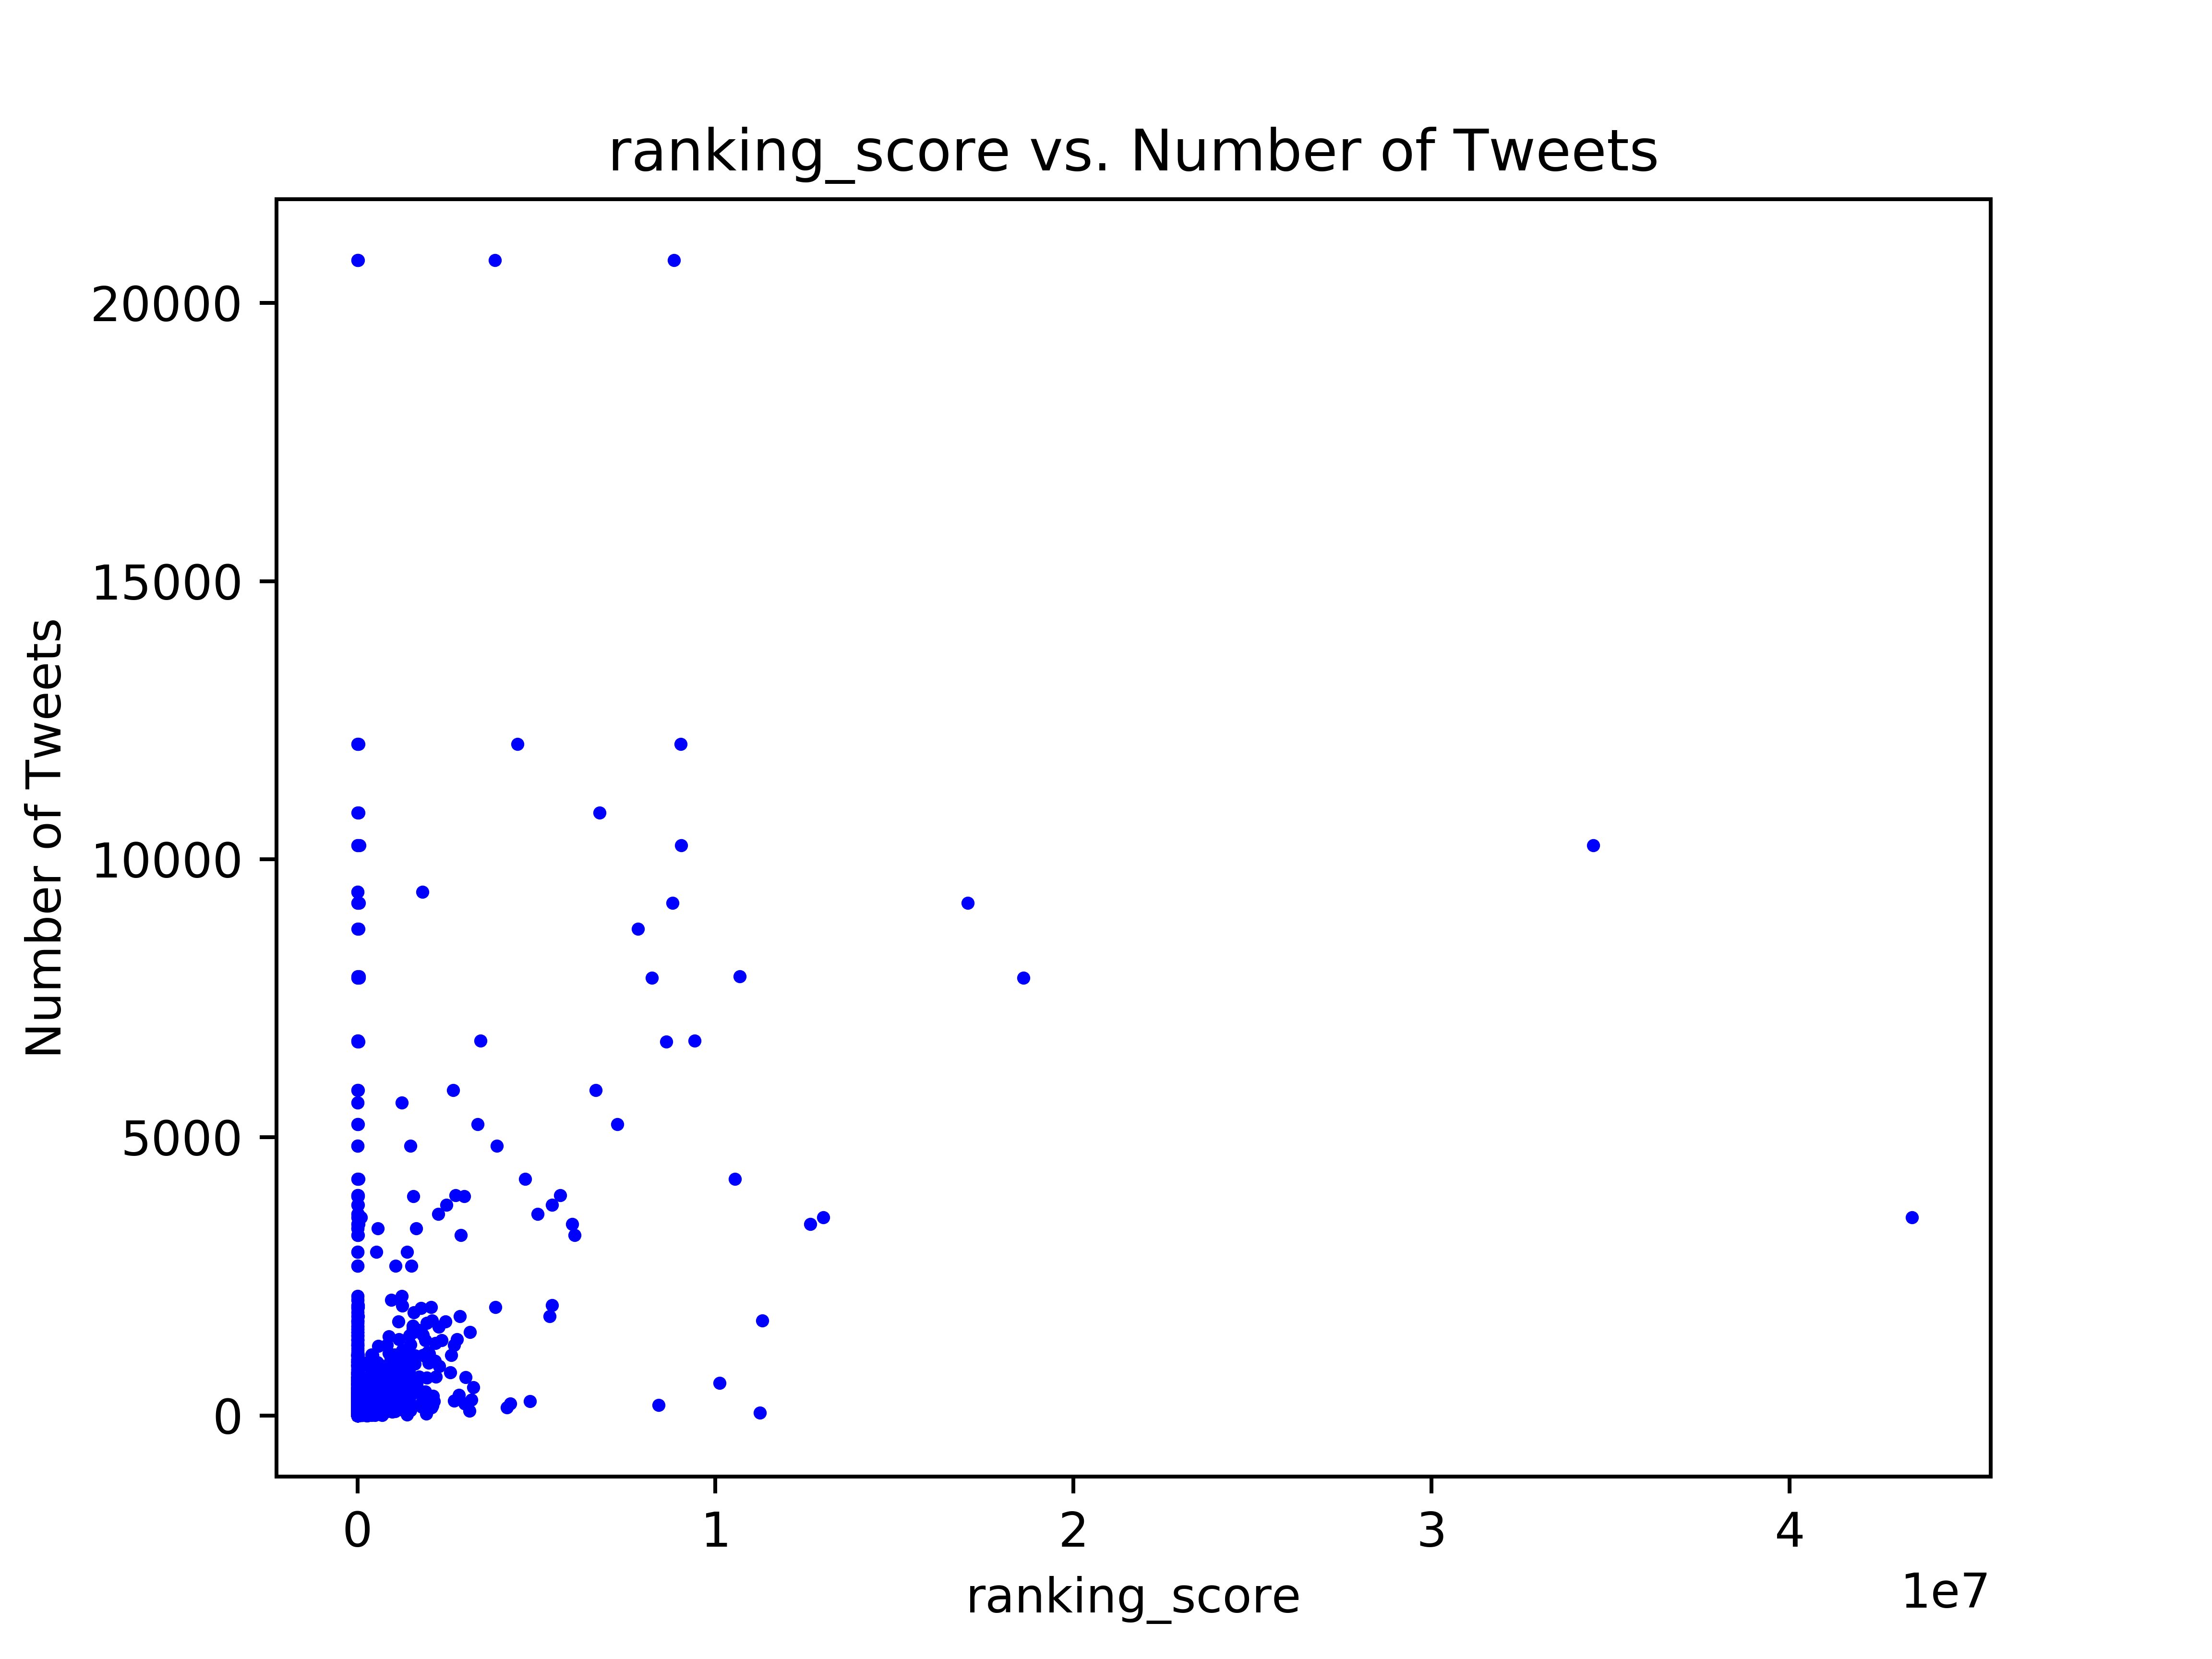 ranking_score vs. Number of Tweets
Number of Tweets
20000
15000
10000
5000
0
0 1 2 3 4
1e7
ranking_score